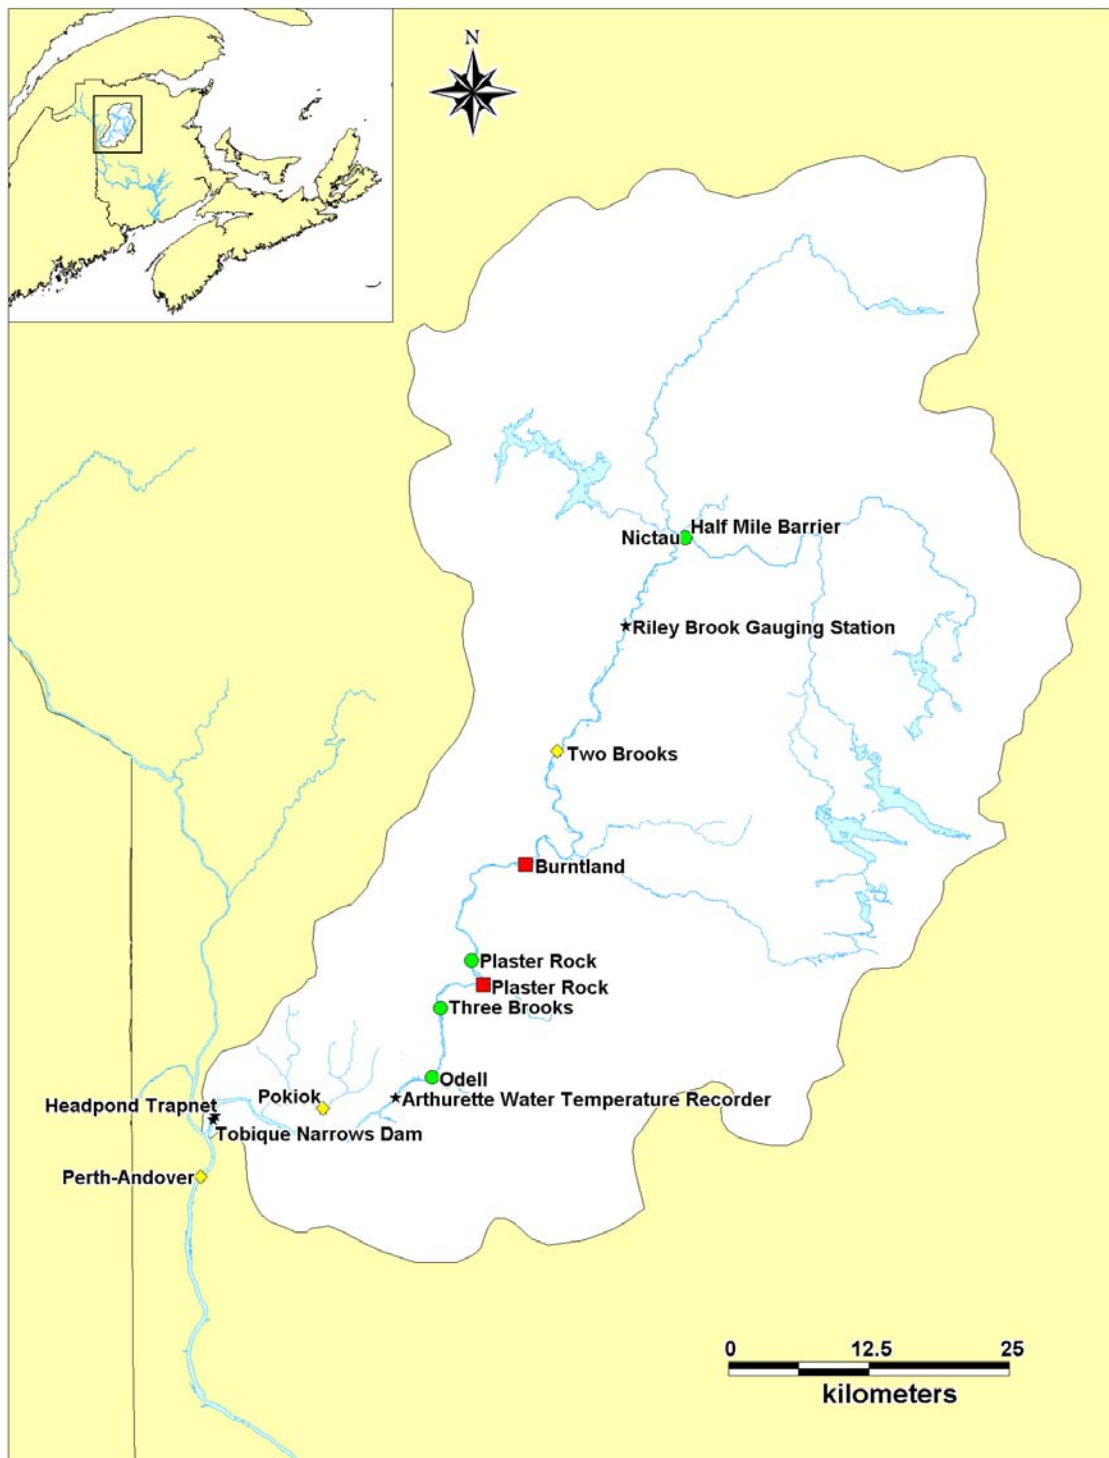 N
Half Mile Barrier
Nictau
Riley Brook Gauging Station
Two Brooks
Burntland
Plaster Rock
Plaster Rock
Three Brooks
Odell
Pokiok
Arthurette Water Temperature Recorder
Headpond Trapnet
Tobique Narrows Dam
Perth-Andover
0 12.5 25
kilometers